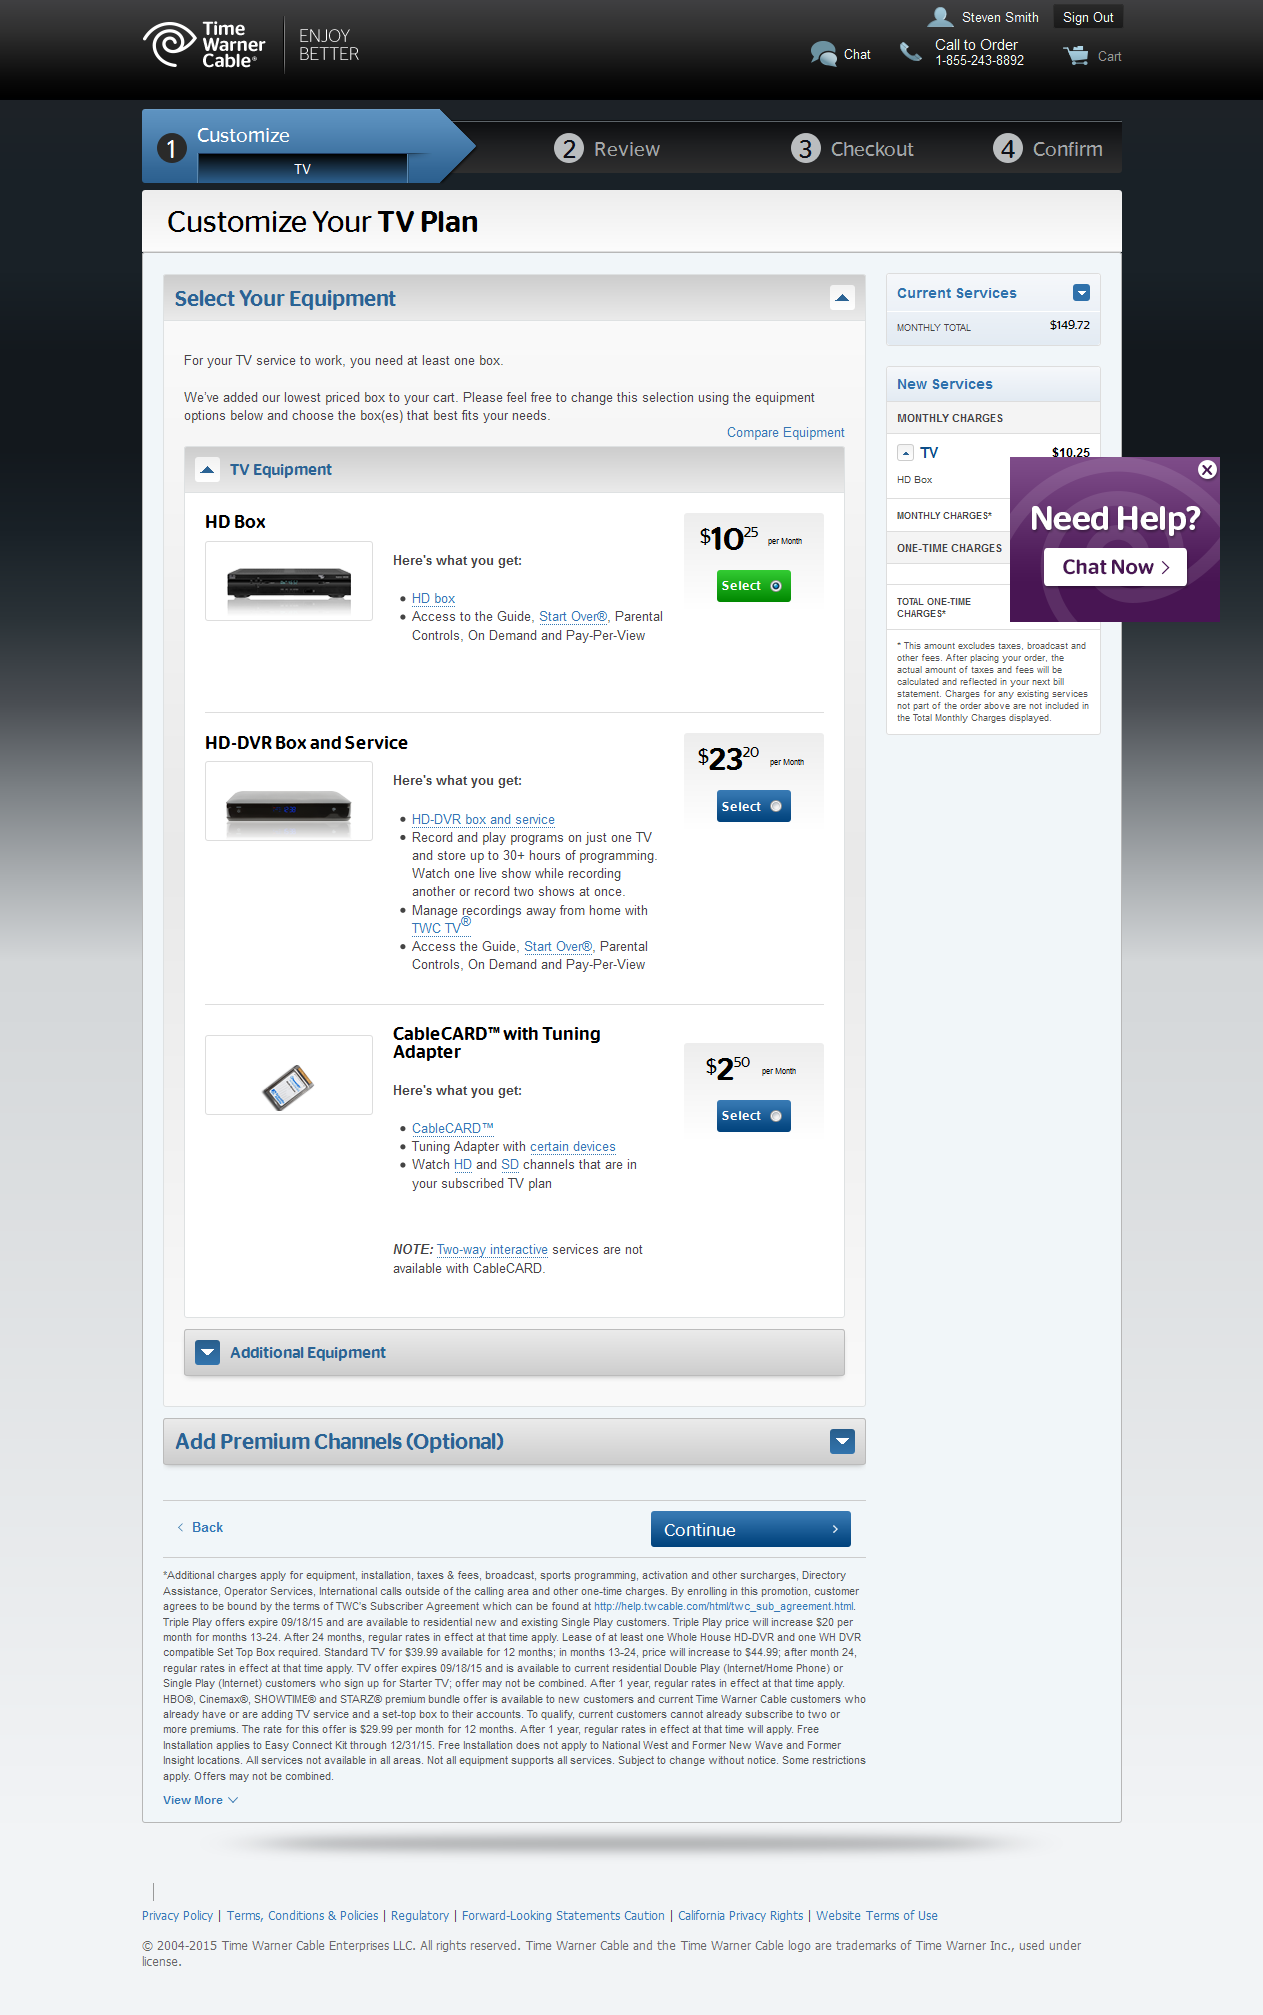 Steven Smith
Sign Out
Time
Warner
Cable®
ENJOY
BETTER
Chat
Call to Order
1-855-243-8892
Cart
1
Customize
TV
2 Review
3 Checkout
4 Confirm
Customize Your TV Plan
Select Your Equipment
For your TV service to work, you need at least one box.
We've added our lowest priced box to your cart. Please feel free to change this selection using the equipment
options below and choose the box(es) that best fits your needs.
Compare Equipment
TV Equipment
HD Box
Here's what you get:
• HD box
• Access to the Guide, Start Over®, Parental
Controls, On Demand and Pay-Per-View
$10 25 per Month
Select
HD-DVR Box and Service
Here's what you get:
• HD-DVR box and service
• Record and play programs on just one TV
and store up to 30+ hours of programming.
Watch one live show while recording
another or record two shows at once.
• Manage recordings away from home with
TWC TV®
• Access the Guide, Start Over®, Parental
Controls, On Demand and Pay-Per-View
$23 20 per Month
Select
CableCARD™ with Tuning
Adapter
Here's what you get:
• CableCARD™
• Tuning Adapter with certain devices
• Watch HD and SD channels that are in
your subscribed TV plan
NOTE: Two-way interactive services are not
available with CableCARD.
$2 50 per Month
Select
Additional Equipment
Add Premium Channels (Optional)
Back
Continue
Current Services
MONTHLY TOTAL $149.72
New Services
MONTHLY CHARGES
TV $10.25
HD Box
MONTHLY CHARGES*
ONE-TIME CHARGES
TOTAL ONE-TIME
CHARGES*
* This amount excludes taxes, broadcast and
other fees. After placing your order, the
actual amount of taxes and fees will be
calculated and reflected in your next bill
statement. Charges for any existing services
not part of the order above are not included in
the Total Monthly Charges displayed.
Need Help?
Chat Now
*Additional charges apply for equipment, installation, taxes & fees, broadcast, sports programming, activation and other surcharges, Directory
Assistance, Operator Services, International calls outside of the calling area and other one-time charges. By enrolling in this promotion, customer
agrees to be bound by the terms of TWC's Subscriber Agreement which can be found at http://help.twcable.com/html/twc_sub_agreement.html.
Triple Play offers expire 09/18/15 and are available to residential new and existing Single Play customers. Triple Play price will increase $20 per
month for months 13-24. After 24 months, regular rates in effect at that time apply. Lease of at least one Whole House HD-DVR and one WH DVR
compatible Set Top Box required. Standard TV for $39.99 available for 12 months; in months 13-24, price will increase to $44.99; after month 24,
regular rates in effect at that time apply. TV offer expires 09/18/15 and is available to current residential Double Play (Internet/Home Phone) or
Single Play (Internet) customers who sign up for Starter TV; offer may not be combined. After 1 year, regular rates in effect at that time apply.
HBO®, Cinemax®, SHOWTIME® and STARZ® premium bundle offer is available to new customers and current Time Warner Cable customers who
already have or are adding TV service and a set-top box to their accounts. To qualify, current customers cannot already subscribe to two or
more premiums. The rate for this offer is $29.99 per month for 12 months. After 1 year, regular rates in effect at that time will apply. Free
Installation applies to Easy Connect Kit through 12/31/15. Free Installation does not apply to National West and Former New Wave and Former
Insight locations. All services not available in all areas. Not all equipment supports all services. Subject to change without notice. Some restrictions
apply. Offers may not be combined.
View More
Privacy Policy | Terms, Conditions & Policies | Regulatory | Forward-Looking Statements Caution | California Privacy Rights | Website Terms of Use
© 2004-2015 Time Warner Cable Enterprises LLC. All rights reserved. Time Warner Cable and the Time Warner Cable logo are trademarks of Time Warner Inc., used under
license.